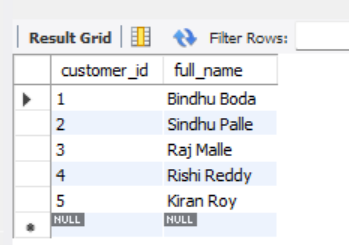 Result Grid Filter Rows:
customer_id full_name
1 Bindhu Boda
2 Sindhu Palle
3 Raj Malle
4 Rishi Reddy
5 Kiran Roy
NULL NULL